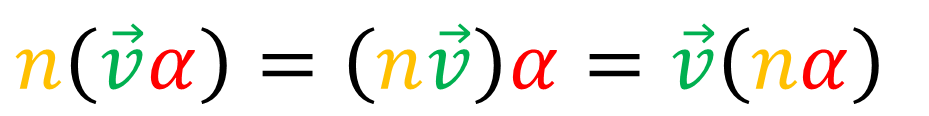 𝑛(𝑣⃗𝛼) = (𝑛𝑣⃗)𝛼 = 𝑣⃗(𝑛𝛼)